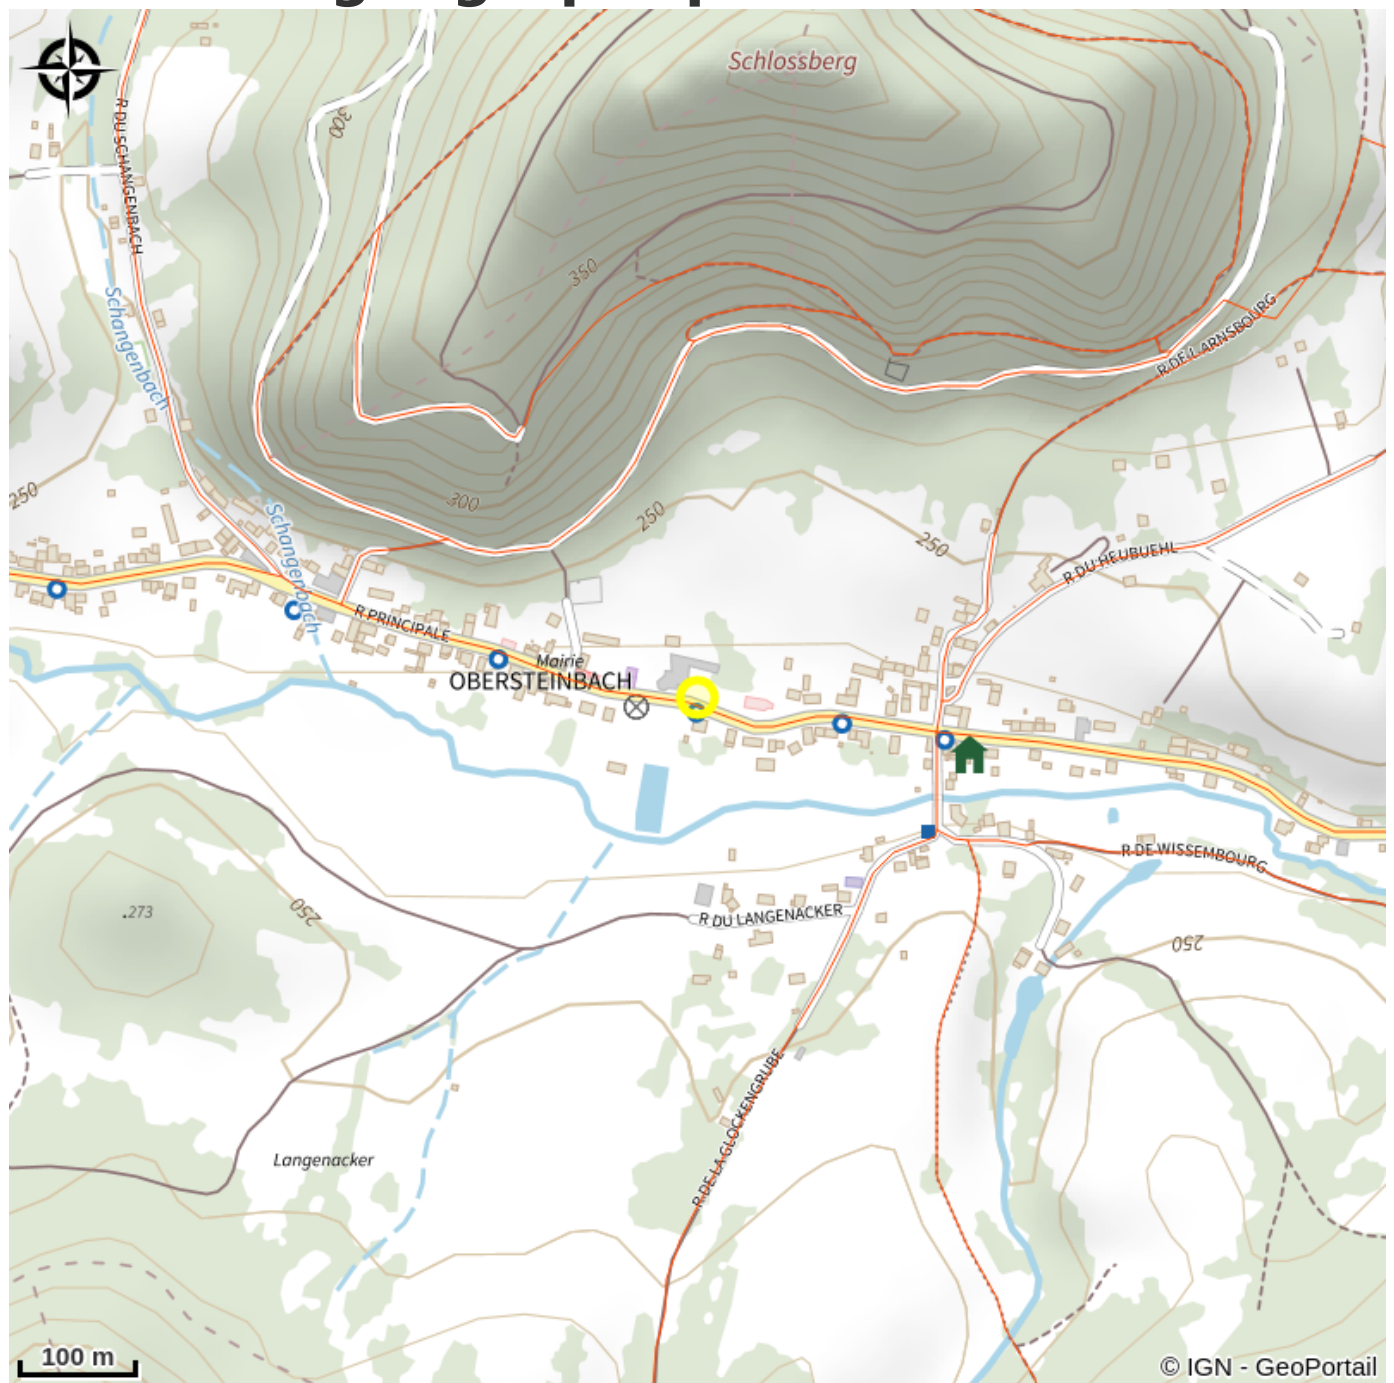 Schlossberg
300
R DU SCHANGENBACH
350
Schangenbach
R DE L ARNSBOURG
250
300
250
250
Schangenbach
R DU HEUBUEHL
R PRINCIPALE
Mairie
OBERSTEINBACH
R DE WISSEMBOURG
273
250
R DU LANGENACKER
250
R DE LA GLOCKENGRUBE
Langenacker
100 m
© IGN - GeoPortail